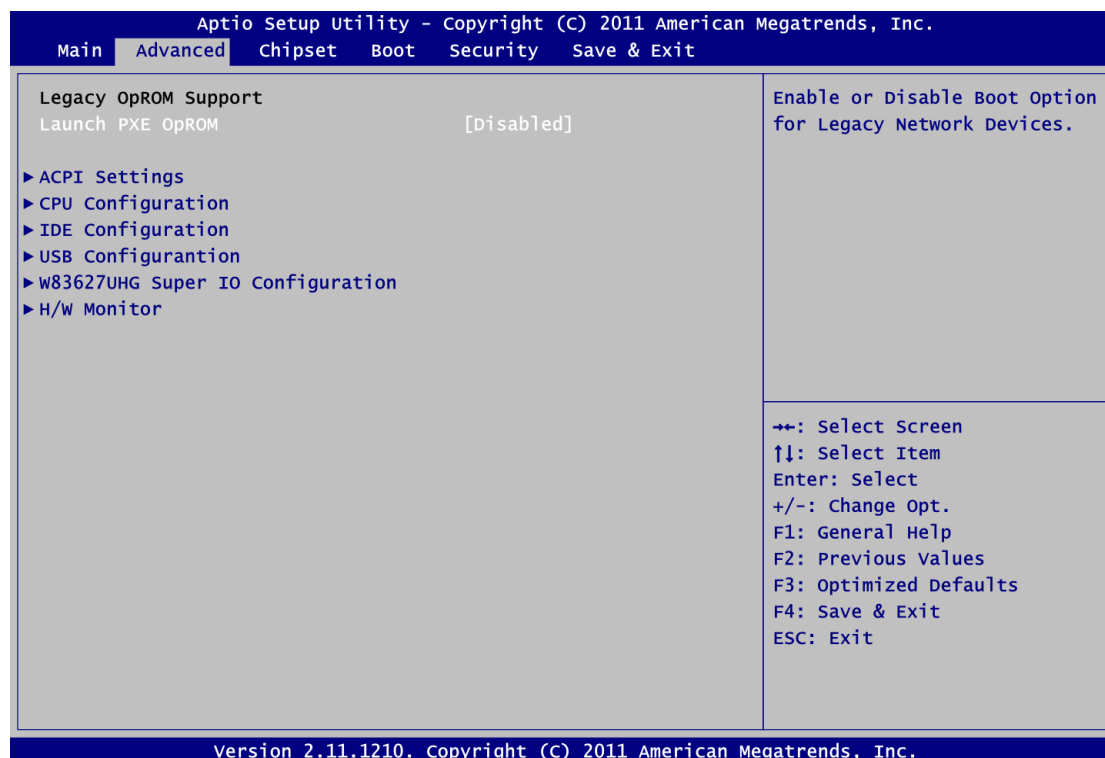 Aptio Setup Utility - Copyright (C) 2011 American Megatrends, Inc.
Main Advanced Chipset Boot Security Save & Exit
Legacy OpROM Support
Launch PXE OpROM [Disabled]
ACPI Settings
CPU Configuration
IDE Configuration
USB Configurantion
W83627UHG Super IO Configuration
H/W Monitor
Enable or Disable Boot Option
for Legacy Network Devices.
→←: Select Screen
↑↓: Select Item
Enter: Select
+/-: Change Opt.
F1: General Help
F2: Previous Values
F3: Optimized Defaults
F4: Save & Exit
ESC: Exit
Version 2.11.1210. Copyright (C) 2011 American Megatrends, Inc.